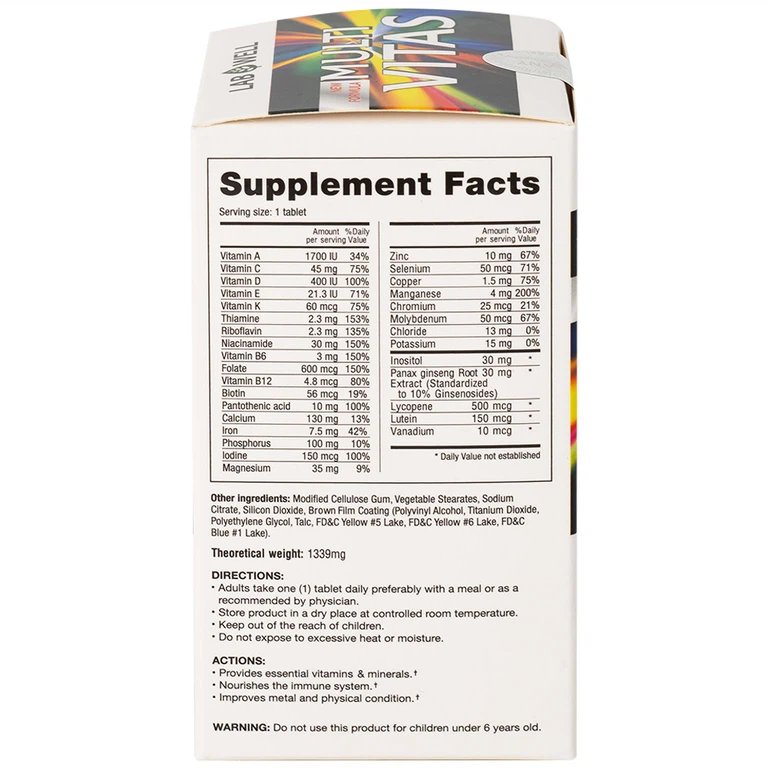 LAB WELL
NEW
FORMULA
MULTI
VITAS
Supplement Facts
Serving size: 1 tablet
Amount %Daily
per serving Value
Vitamin A 1700 IU 34%
Vitamin C 45 mg 75%
Vitamin D 400 IU 100%
Vitamin E 21.3 IU 71%
Vitamin K 60 mcg 75%
Thiamine 2.3 mg 153%
Riboflavin 2.3 mg 135%
Niacinamide 30 mg 150%
Vitamin B6 3 mg 150%
Folate 600 mcg 150%
Vitamin B12 4.8 mcg 80%
Biotin 56 mcg 19%
Pantothenic acid 10 mg 100%
Calcium 130 mg 13%
Iron 7.5 mg 42%
Phosphorus 100 mg 10%
Iodine 150 mcg 100%
Magnesium 35 mg 9%
Amount %Daily
per serving Value
Zinc 10 mg 67%
Selenium 50 mcg 71%
Copper 1.5 mg 75%
Manganese 4 mg 200%
Chromium 25 mcg 21%
Molybdenum 50 mcg 67%
Chloride 13 mg 0%
Potassium 15 mg 0%
Inositol 30 mg *
Panax ginseng Root 30 mg *
Extract (Standardized
to 10% Ginsenosides)
Lycopene 500 mcg *
Lutein 150 mcg *
Vanadium 10 mcg *
* Daily Value not established
Other ingredients: Modified Cellulose Gum, Vegetable Stearates, Sodium
Citrate, Silicon Dioxide, Brown Film Coating (Polyvinyl Alcohol, Titanium Dioxide,
Polyethylene Glycol, Talc, FD&C Yellow #5 Lake, FD&C Yellow #6 Lake, FD&C
Blue #1 Lake).
Theoretical weight: 1339mg
DIRECTIONS:
• Adults take one (1) tablet daily preferably with a meal or as a
recommended by physician.
• Store product in a dry place at controlled room temperature.
• Keep out of the reach of children.
• Do not expose to excessive heat or moisture.
ACTIONS:
• Provides essential vitamins & minerals.†
• Nourishes the immune system.†
• Improves metal and physical condition.†
WARNING: Do not use this product for children under 6 years old.